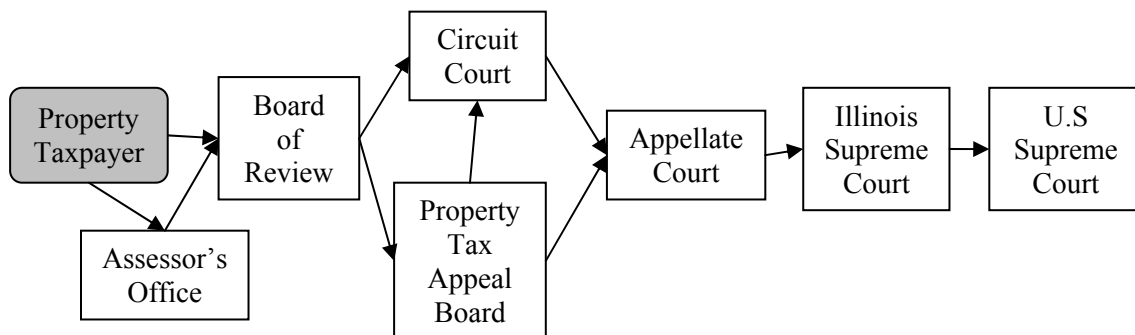 Property
Taxpayer
Assessor’s
Office
Board
of
Review
Circuit
Court
Property
Tax
Appeal
Board
Appellate
Court
Illinois
Supreme
Court
U.S
Supreme
Court